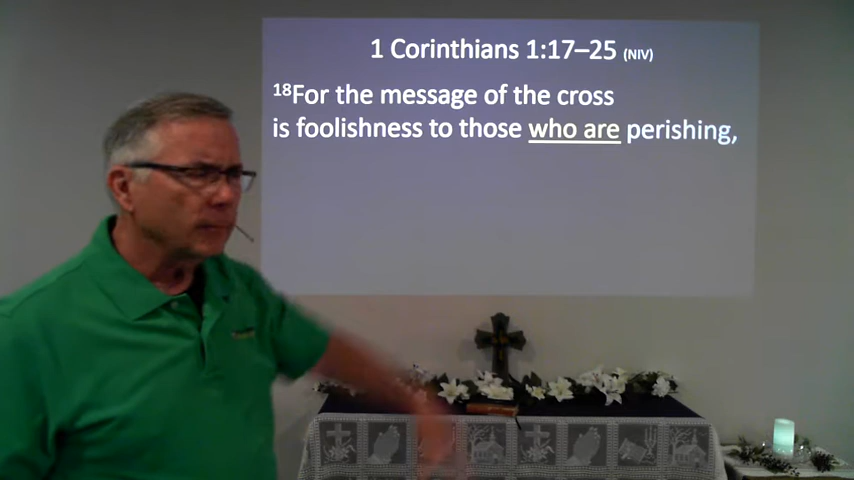 1 Corinthians 1:17–25 (NIV)
18For the message of the cross
is foolishness to those who are perishing,